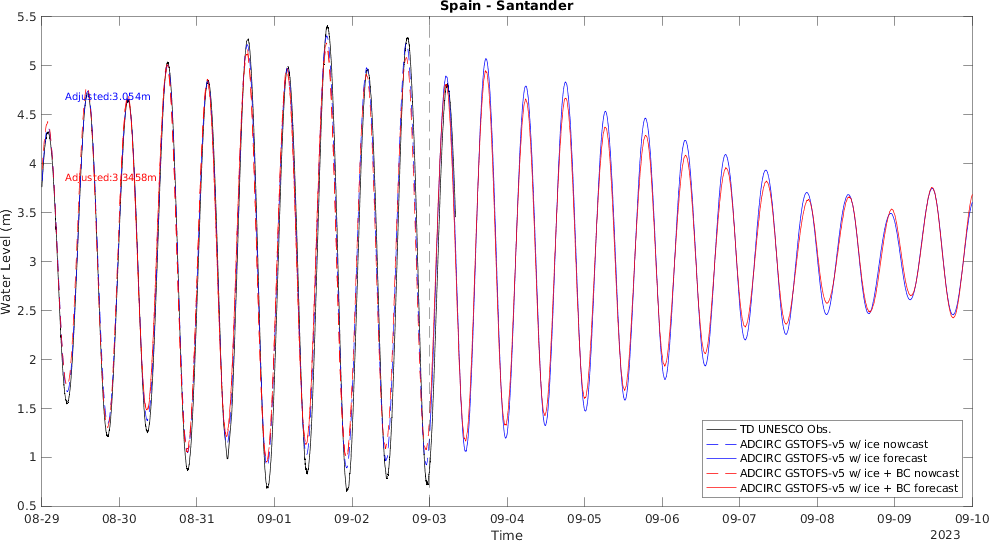 Spain - Santander
Water Level (m)
5.5
5
4.5
4
3.5
3
2.5
2
1.5
1
0.5
Adjusted:3.054m
Adjusted:3.3458m
TD UNESCO Obs.
ADCIRC GSTOFS-v5 w/ ice nowcast
ADCIRC GSTOFS-v5 w/ ice forecast
ADCIRC GSTOFS-v5 w/ ice + BC nowcast
ADCIRC GSTOFS-v5 w/ ice + BC forecast
08-29 08-30 08-31 09-01 09-02 09-03 09-04 09-05 09-06 09-07 09-08 09-09 09-10
Time
2023